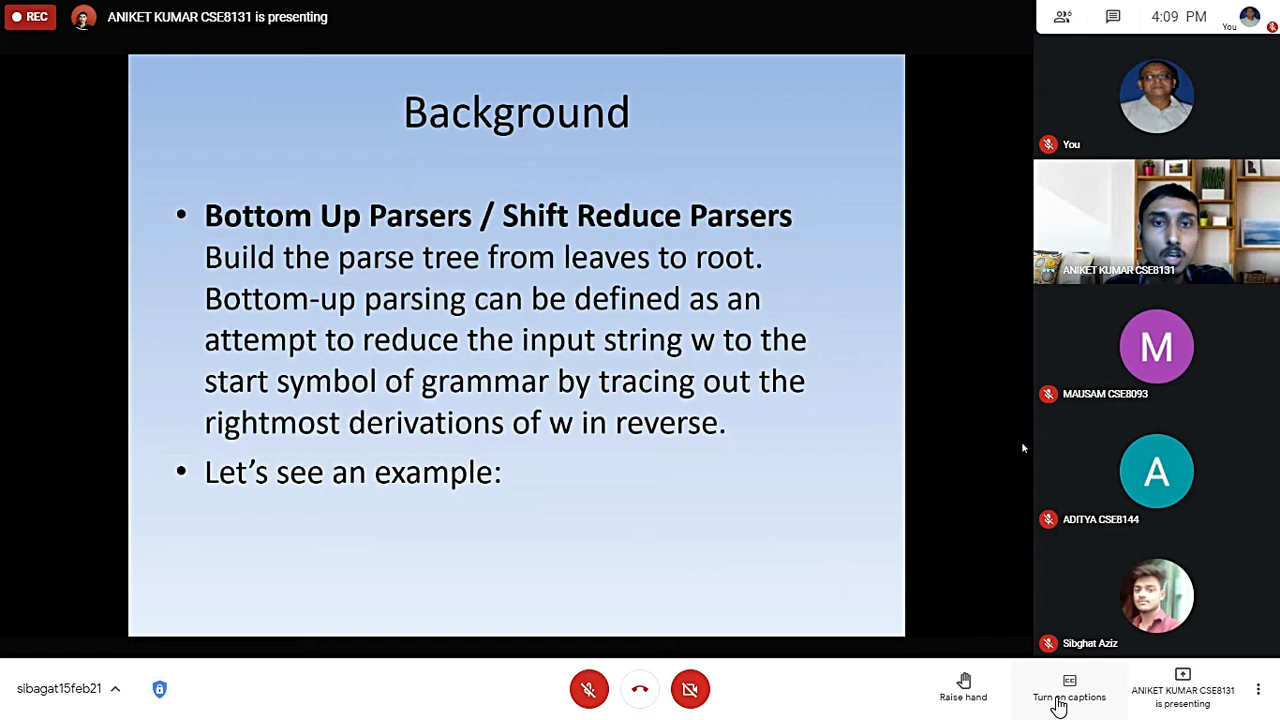 REC
ANIKET KUMAR CSE8131 is presenting
6
4:09 PM
You
Background
• Bottom Up Parsers / Shift Reduce Parsers
Build the parse tree from leaves to root.
Bottom-up parsing can be defined as an
attempt to reduce the input string w to the
start symbol of grammar by tracing out the
rightmost derivations of w in reverse.
• Let's see an example:
You
ANIKET KUMAR CSE8131
M
MAUSAM CSE8093
A
ADITYA CSE8144
Sibghat Aziz
sibagat15feb21
Raise hand
CC
Turn on captions
ANIKET KUMAR CSE8131
is presenting